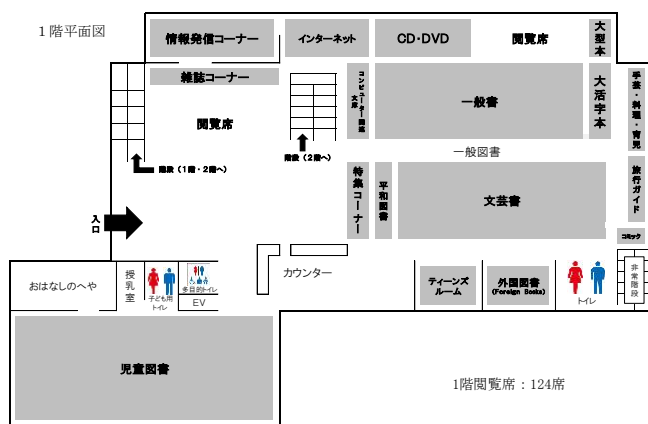 1階平面図
情報発信コーナー
インターネット
CD・DVD
閲覧席
大型本
雑誌コーナー
コンピューター関連
文庫
一般書
大活字本
手芸・料理・育児
閲覧席
階段（1階・2階へ）
階段（2階へ）
一般図書
特集コーナー
平和図書
文芸書
旅行ガイド
入口
コミック
カウンター
おはなしのへや
授乳室
子ども用
トイレ
多目的トイレ
EV
ティーンズ
ルーム
外国図書
(Foreign Books)
トイレ
非常階段
児童図書
1階閲覧席：124席